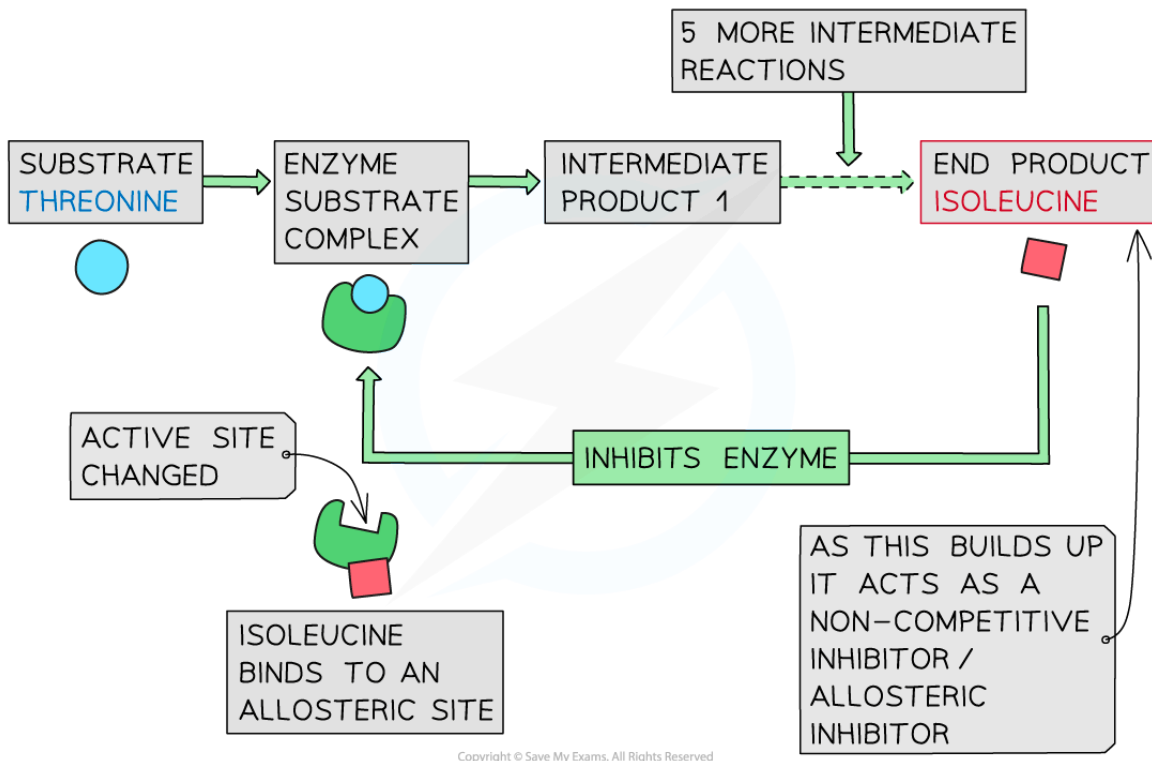 5 MORE INTERMEDIATE
REACTIONS
SUBSTRATE
THREONINE
ENZYME
SUBSTRATE
COMPLEX
INTERMEDIATE
PRODUCT 1
END PRODUCT
ISOLEUCINE
ACTIVE SITE
CHANGED
INHIBITS ENZYME
ISOLEUCINE
BINDS TO AN
ALLOSTERIC SITE
AS THIS BUILDS UP
IT ACTS AS A
NON-COMPETITIVE
INHIBITOR /
ALLOSTERIC
INHIBITOR
Copyright © Save My Exams. All Rights Reserved